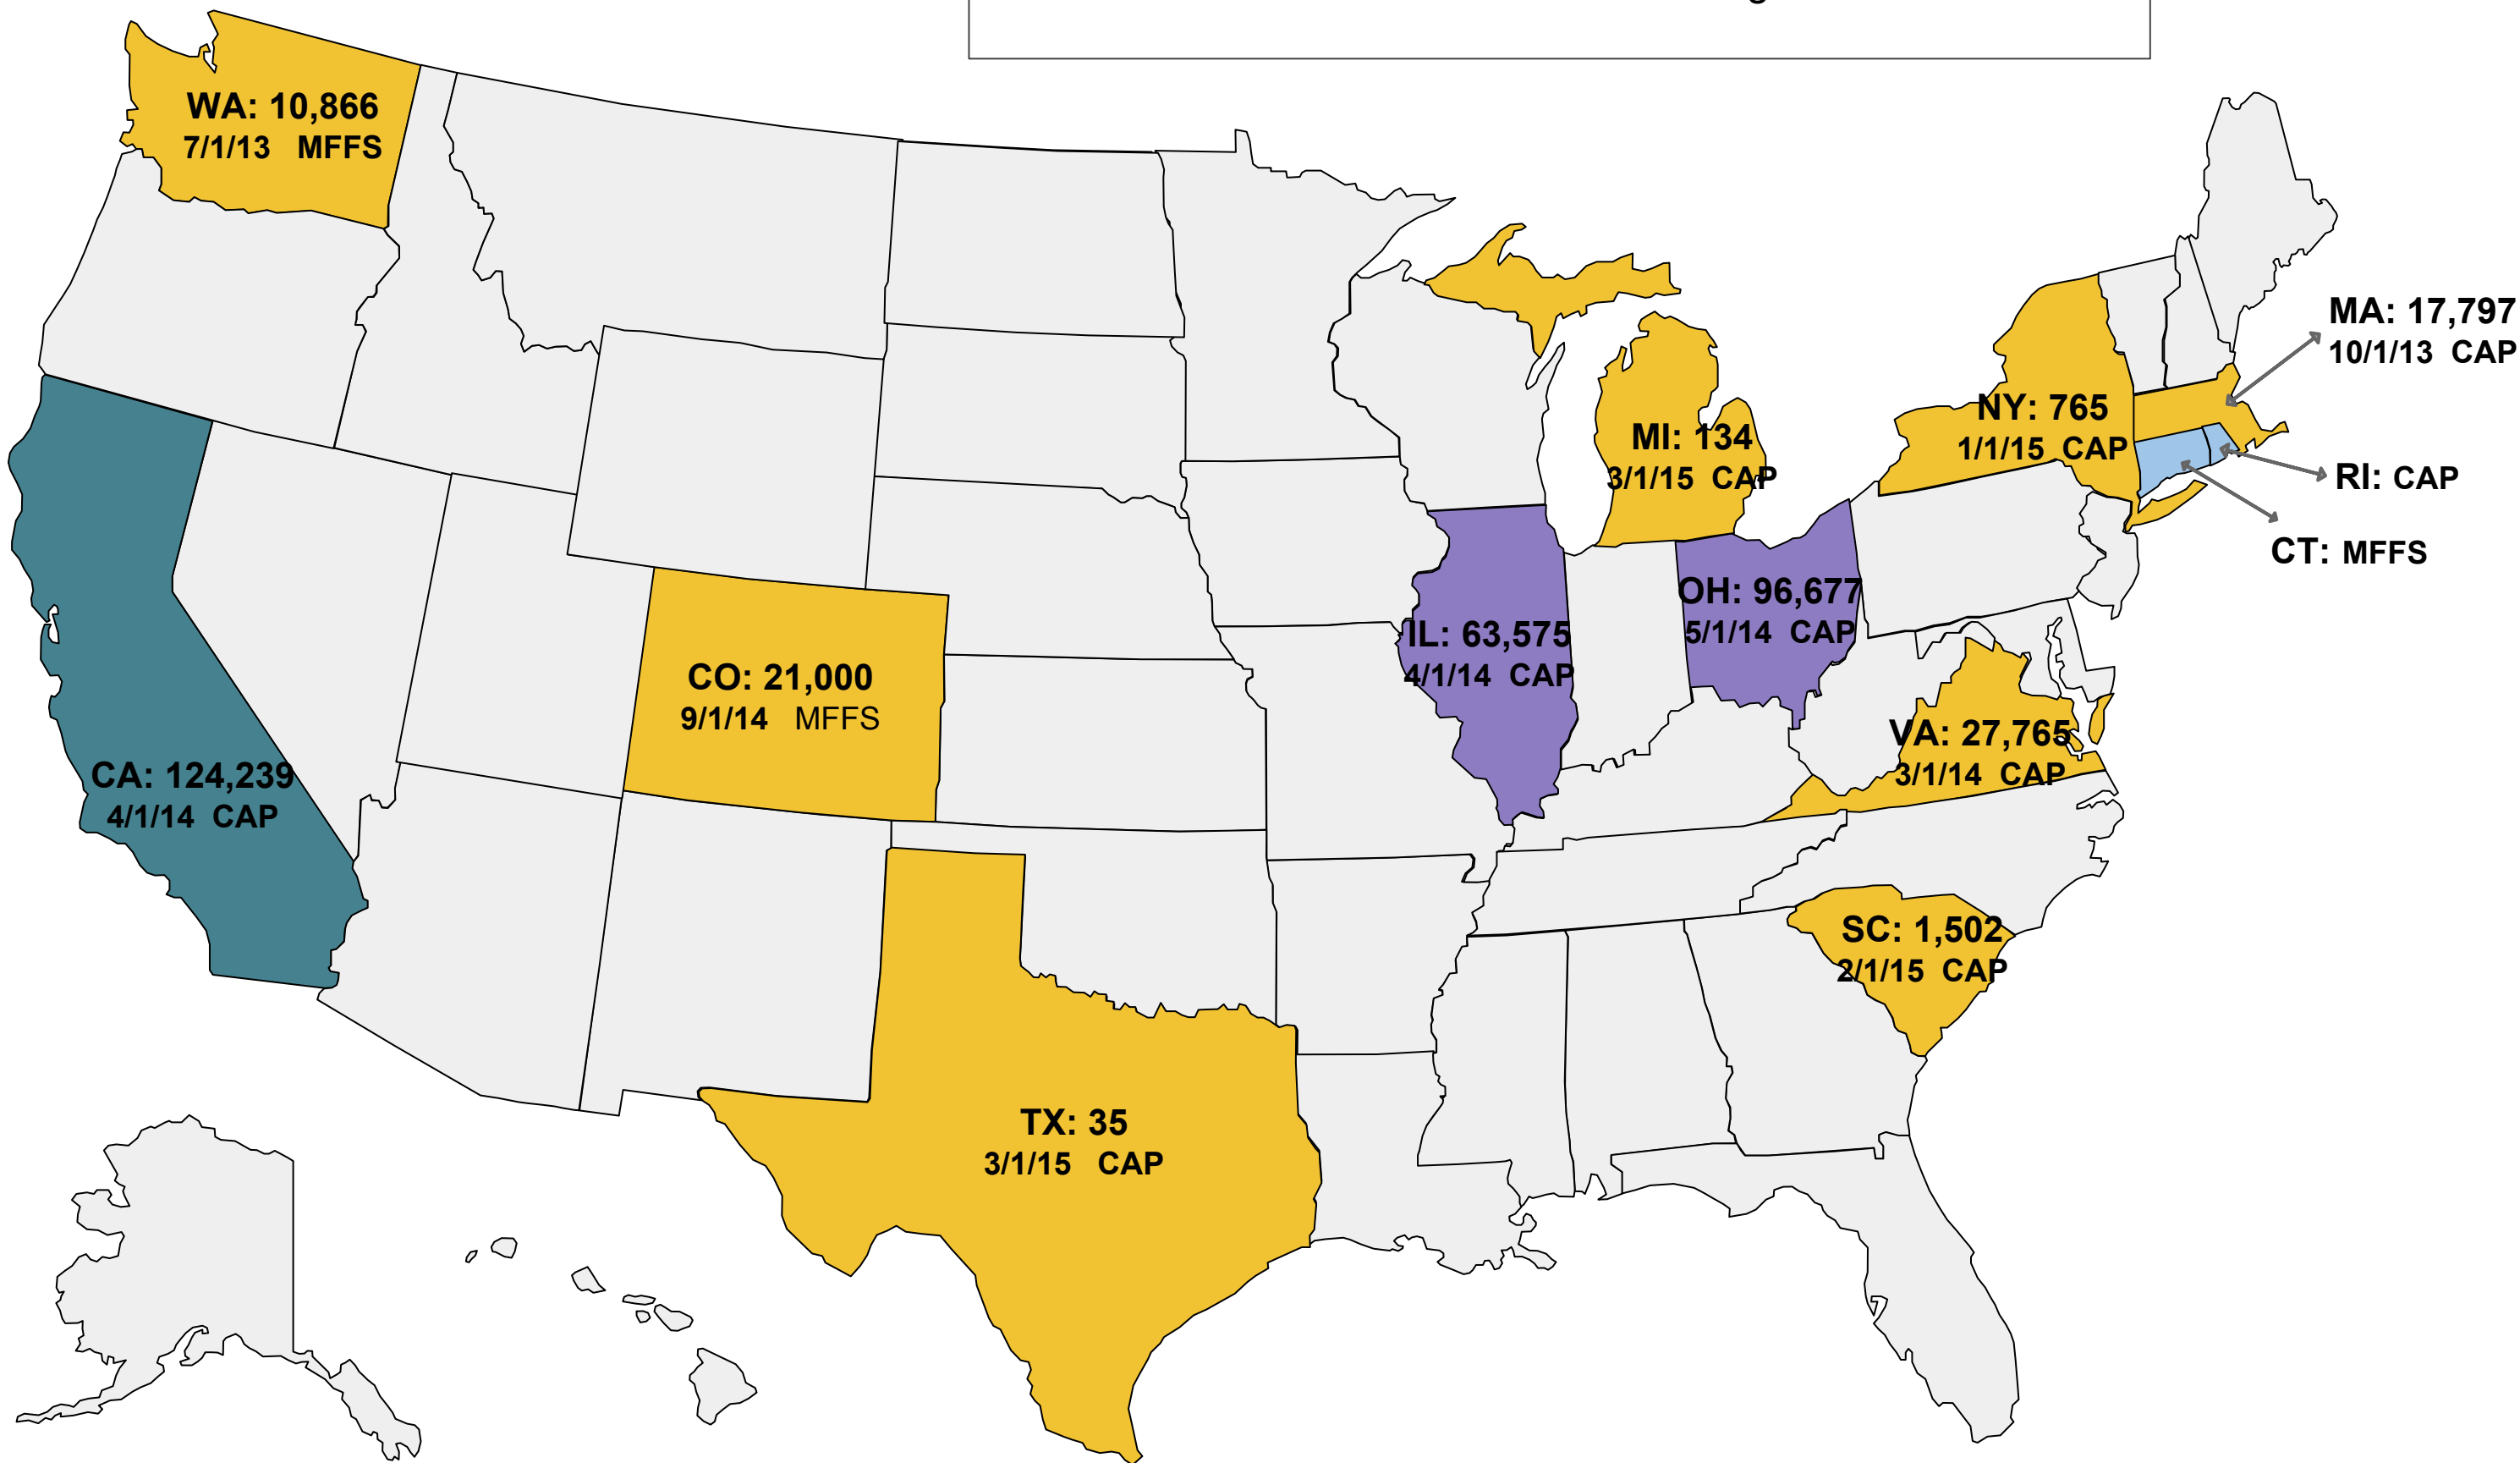 WA: 10,866
7/1/13 MFFS
MA: 17,797
10/1/13 CAP
NY: 765
1/1/15 CAP
MI: 134
3/1/15 CAP
RI: CAP
CT: MFFS
OH: 96,677
5/1/14 CAP
IL: 63,575
4/1/14 CAP
CO: 21,000
9/1/14 MFFS
VA: 27,765
3/1/14 CAP
CA: 124,239
4/1/14 CAP
SC: 1,502
2/1/15 CAP
TX: 35
3/1/15 CAP